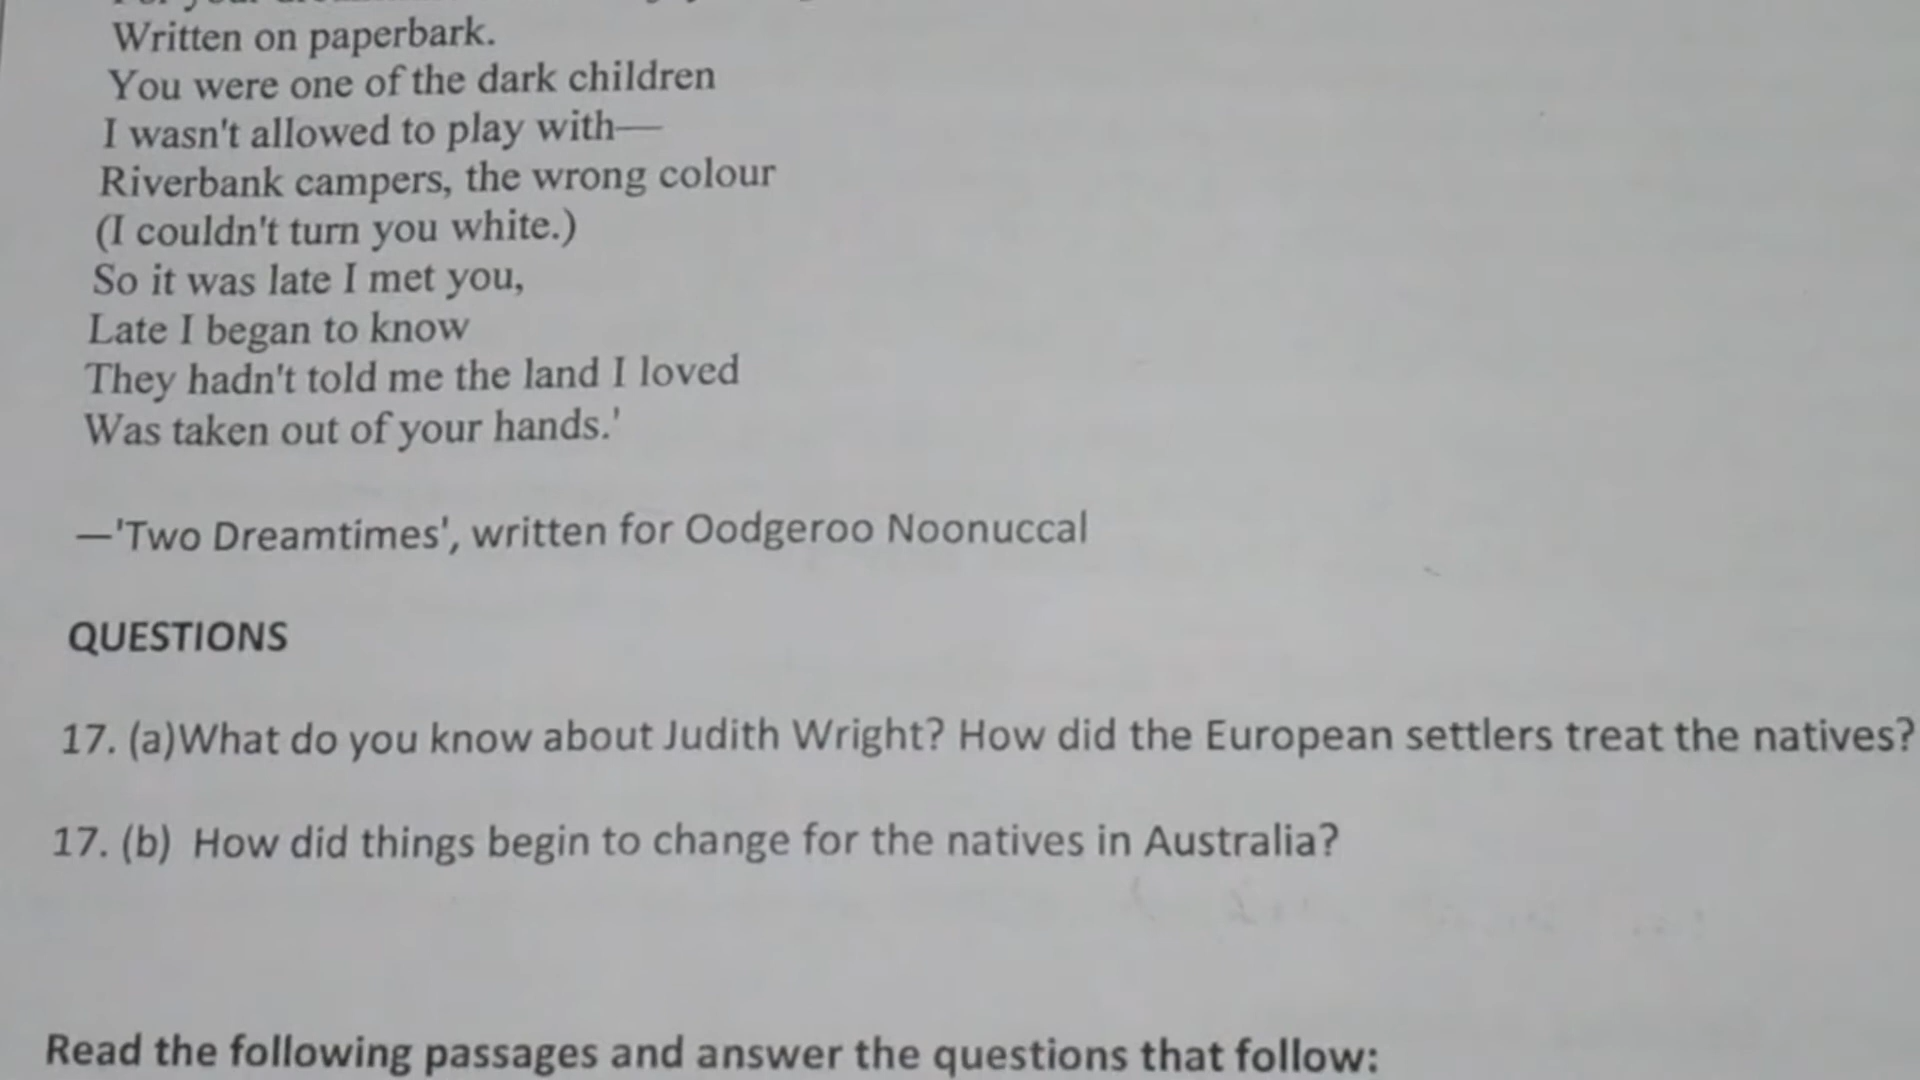 Written on paperbark.
You were one of the dark children
I wasn't allowed to play with—
Riverbank campers, the wrong colour
(I couldn't turn you white.)
So it was late I met you,
Late I began to know
They hadn't told me the land I loved
Was taken out of your hands.'
—'Two Dreamtimes', written for Oodgeroo Noonuccal
QUESTIONS
17. (a)What do you know about Judith Wright? How did the European settlers treat the natives?
17. (b) How did things begin to change for the natives in Australia?
Read the following passages and answer the questions that follow: